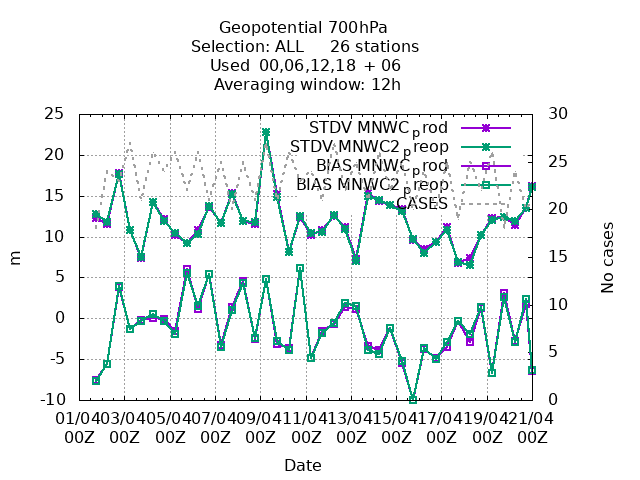 Geopotential 700hPa
Selection: ALL     26 stations
Used 00,06,12,18 + 06
Averaging window: 12h
25
20
15
10
5
0
-5
-10
m
30
25
20
15
10
5
0
No cases
STDV MNWC_prod
STDV MNWC2_preop
BIAS MNWC_prod
BIAS MNWC2_preop
CASES
01/04 03/04 05/04 07/04 09/04 11/04 13/04 15/04 17/04 19/04 21/04
00Z 00Z 00Z 00Z 00Z 00Z 00Z 00Z 00Z 00Z 00Z
Date